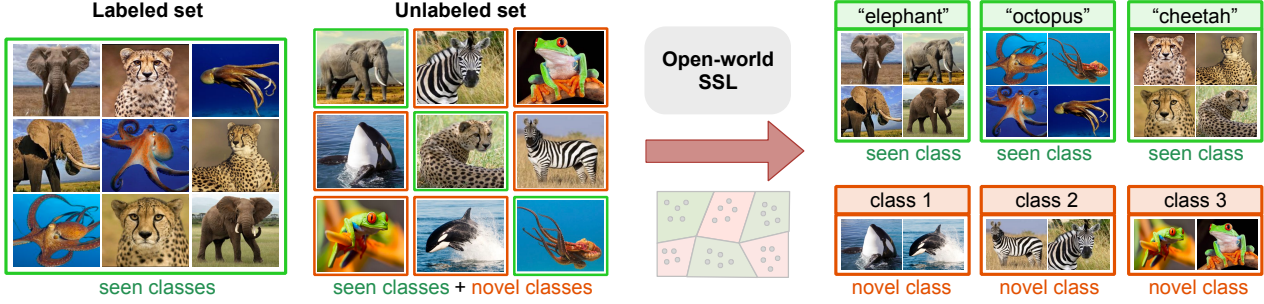 Labeled set
seen classes
Unlabeled set
seen classes + novel classes
Open-world
SSL
“elephant”
seen class
“octopus”
seen class
“cheetah”
seen class
class 1
novel class
class 2
novel class
class 3
novel class